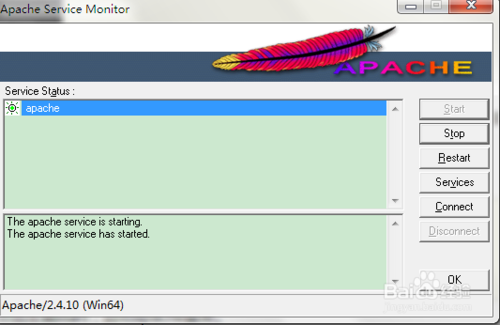 Apache Service Monitor
APACHE
Service Status :
apache
Start
Stop
Restart
Services
Connect
Disconnect
The apache service is starting.
The apache service has started.
OK
Apache/2.4.10 (Win64)
Baidu 经验